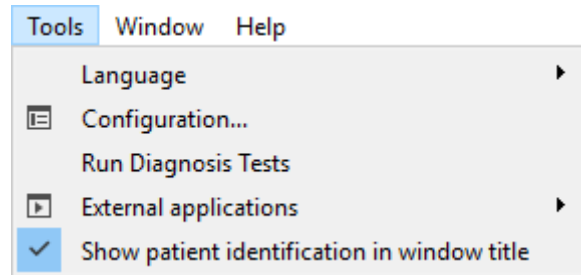 Tools Window Help
Language
Configuration...
Run Diagnosis Tests
External applications
Show patient identification in window title